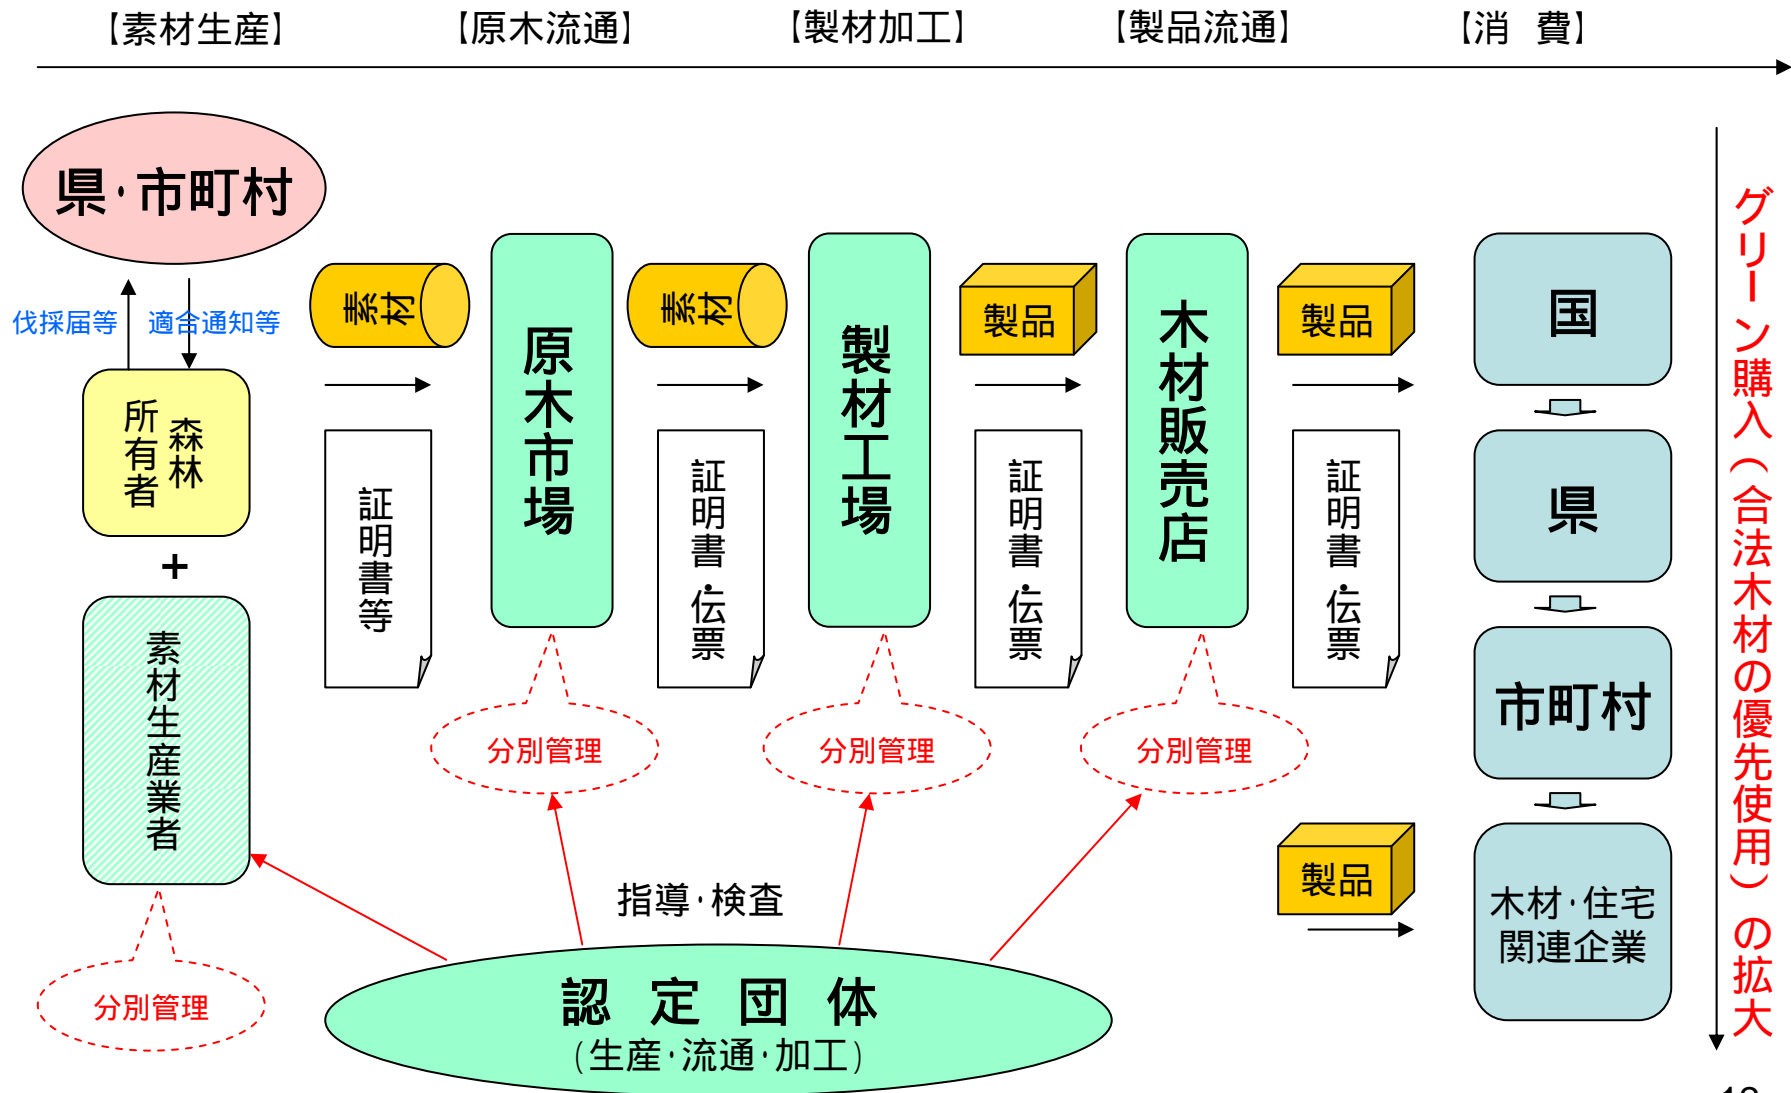 【素材生産】
【原木流通】
【製材加工】
【製品流通】
【消　費】
県・市町村
伐採届等
適合通知等
森林
所有者
+
素材生産業者
分別管理
素材
証明書等
原木市場
分別管理
素材
証明書・伝票
製材工場
分別管理
製品
証明書・伝票
木材販売店
分別管理
製品
証明書・伝票
国
県
市町村
製品
木材・住宅
関連企業
グリーン購入（合法木材の優先使用）の拡大
指導・検査
認 定 団 体
（生産・流通・加工）